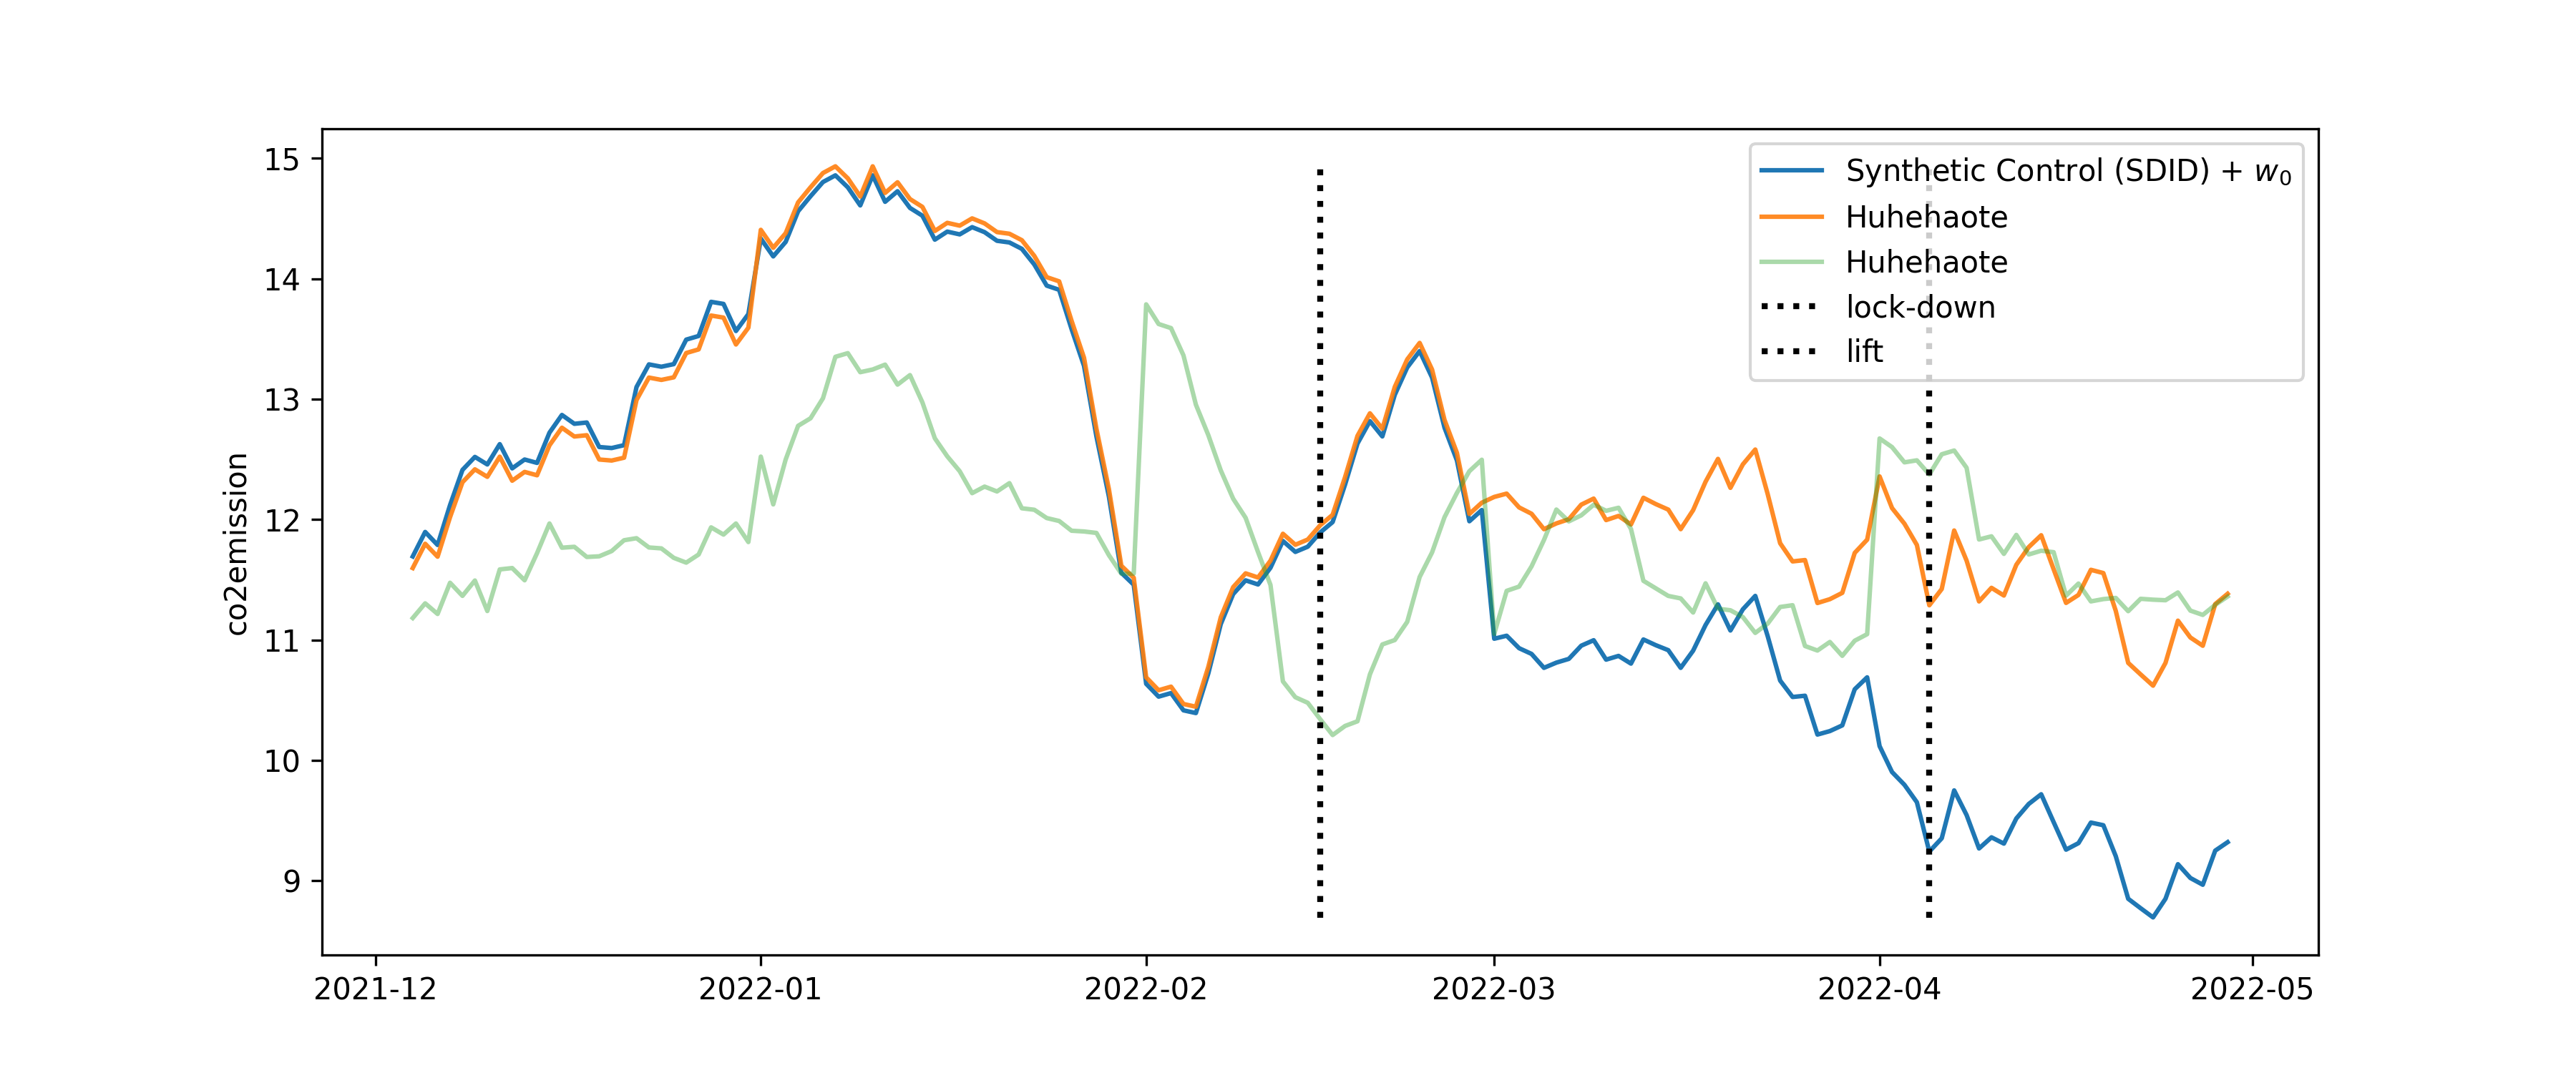 Synthetic Control (SDID) + w₀
Huhehaote
Huhehaote
lock-down
lift
co2emission
15
14
13
12
11
10
9
2021-12 2022-01 2022-02 2022-03 2022-04 2022-05